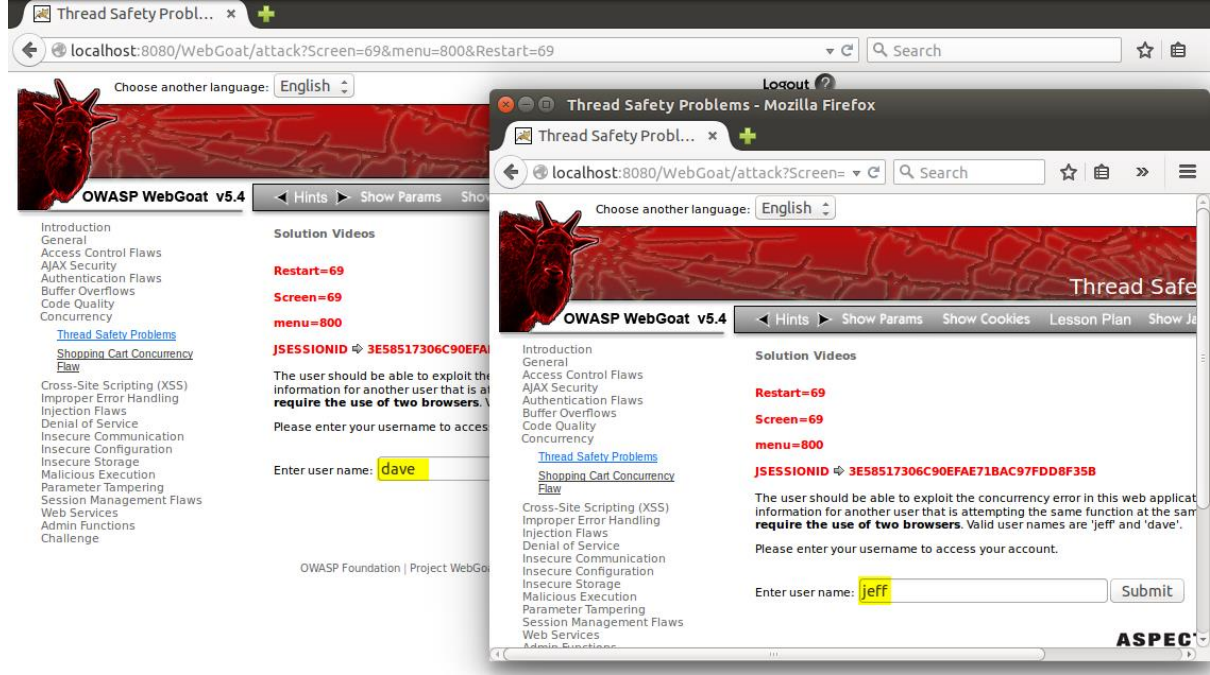 Thread Safety Probl...
localhost:8080/WebGoat/attack?Screen=69&menu=800&Restart=69
Search
Choose another language: English
Logout ?
OWASP WebGoat v5.4
Hints
Show Params
Introduction
General
Access Control Flaws
AJAX Security
Authentication Flaws
Buffer Overflows
Code Quality
Concurrency
Thread Safety Problems
Shopping Cart Concurrency
Flaw
Cross-Site Scripting (XSS)
Improper Error Handling
Injection Flaws
Denial of Service
Insecure Communication
Insecure Configuration
Insecure Storage
Malicious Execution
Parameter Tampering
Session Management Flaws
Web Services
Admin Functions
Challenge
Solution Videos
Restart=69
Screen=69
menu=800
JSESSIONID ⇨ 3E58517306C90EFA
The user should be able to exploit the
information for another user that is
require the use of two browsers.
Please enter your username to acces
Enter user name: dave
OWASP Foundation | Project WebGo
Thread Safety Problems - Mozilla Firefox
Thread Safety Probl...
localhost:8080/WebGoat/attack?Screen=
Search
Choose another language: English
Thread Safe
OWASP WebGoat v5.4
Hints
Show Params
Show Cookies
Lesson Plan
Show Ja
Introduction
General
Access Control Flaws
AJAX Security
Authentication Flaws
Buffer Overflows
Code Quality
Concurrency
Thread Safety Problems
Shopping Cart Concurrency
Flaw
Cross-Site Scripting (XSS)
Improper Error Handling
Injection Flaws
Denial of Service
Insecure Communication
Insecure Configuration
Insecure Storage
Malicious Execution
Parameter Tampering
Session Management Flaws
Web Services
Admin Functions
Solution Videos
Restart=69
Screen=69
menu=800
JSESSIONID ⇨ 3E58517306C90EFAE71BAC97FDD8F35B
The user should be able to exploit the concurrency error in this web applicat
information for another user that is attempting the same function at the sam
require the use of two browsers. Valid user names are 'jeff' and 'dave'.
Please enter your username to access your account.
Enter user name: jeff
Submit
ASPEC